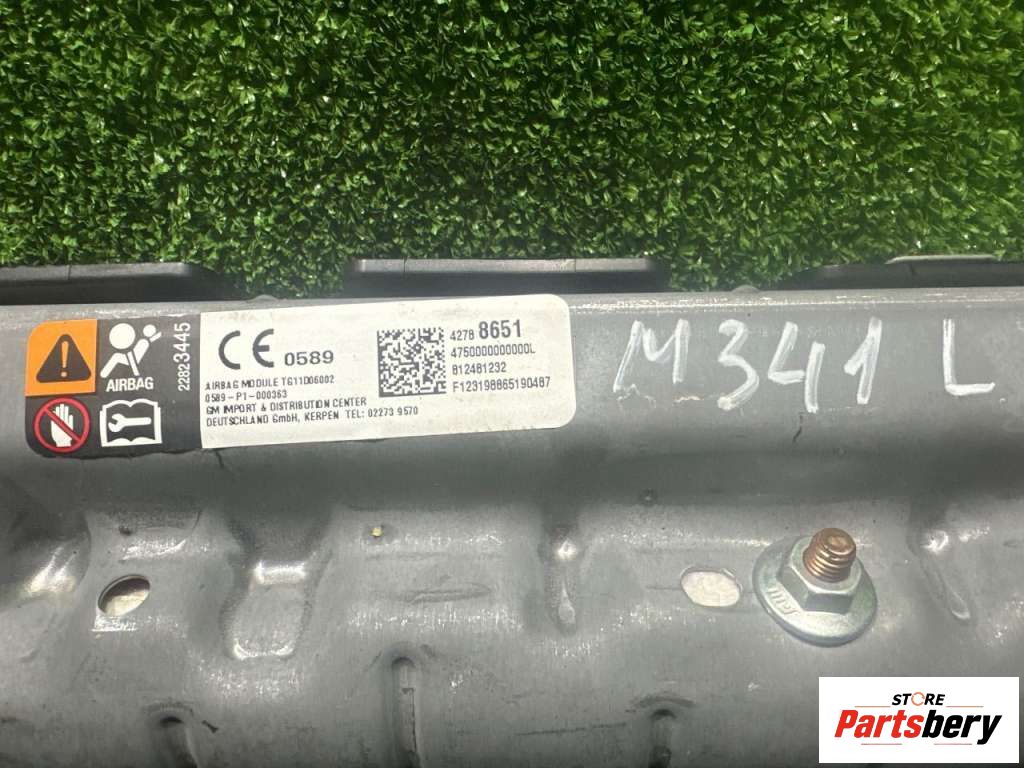 AIRBAG
22823445
CE 0589
AIRBAG MODULE TG11D06002
0589-P1-000363
GM IMPORT & DISTRIBUTION CENTER
DEUTSCHLAND GmbH, KERPEN TEL: 02273 9570
4278 8651
4750000000000L
812481232
F123198865190487
M341 L
STORE
Partsbery